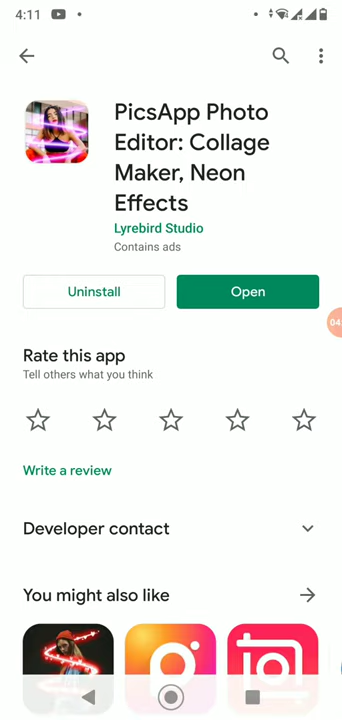 4:11
PicsApp Photo
Editor: Collage
Maker, Neon
Effects
Lyrebird Studio
Contains ads
Uninstall
Open
04
Rate this app
Tell others what you think
Write a review
Developer contact
You might also like